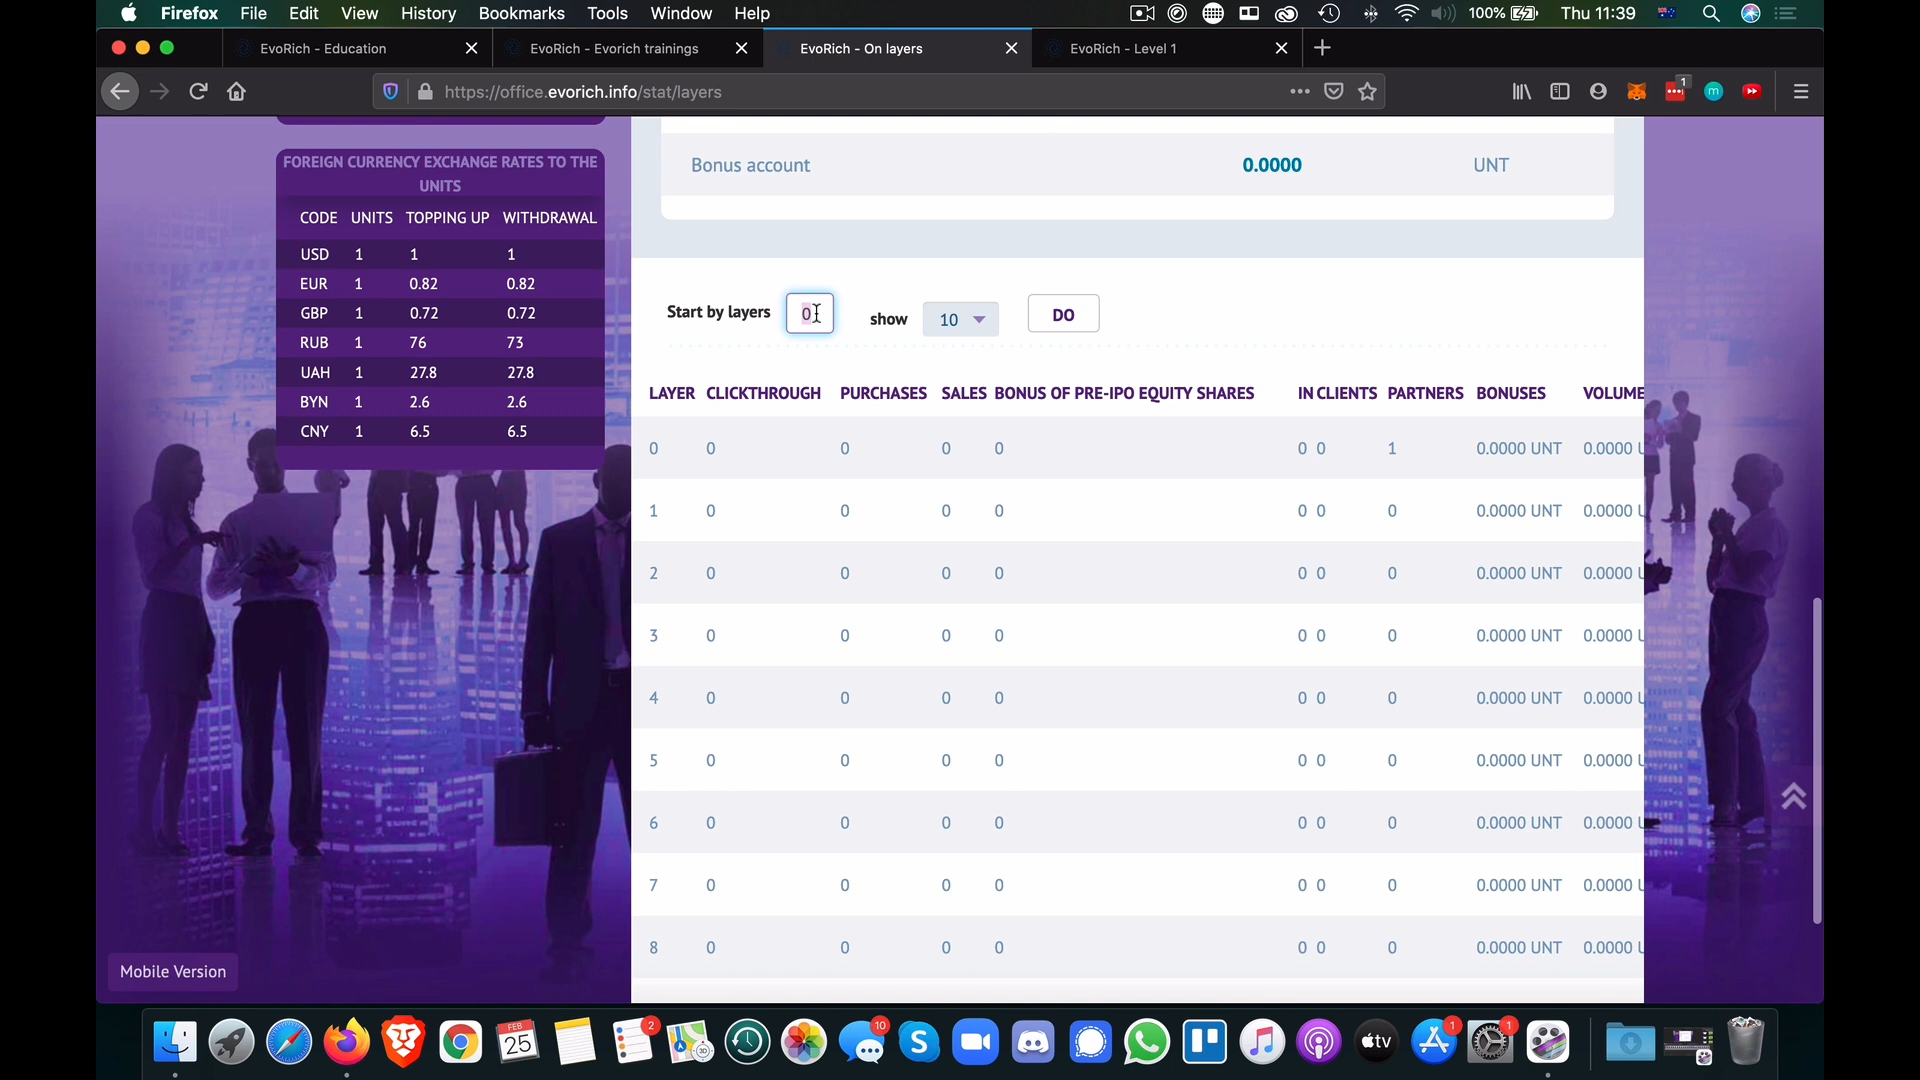 Firefox File Edit View History Bookmarks Tools Window Help 100% Thu 11:39
EvoRich - Education EvoRich - Evorich trainings EvoRich - On layers EvoRich - Level 1
https://office.evorich.info/stat/layers 1
FOREIGN CURRENCY EXCHANGE RATES TO THE
UNITS
CODE UNITS TOPPING UP WITHDRAWAL
USD 1 1 1
EUR 1 0.82 0.82
GBP 1 0.72 0.72
RUB 1 76 73
UAH 1 27.8 27.8
BYN 1 2.6 2.6
CNY 1 6.5 6.5
Mobile Version
Bonus account 0.0000 UNT
Start by layers 0 show 10 DO
LAYER CLICKTHROUGH PURCHASES SALES BONUS OF PRE-IPO EQUITY SHARES IN CLIENTS PARTNERS BONUSES VOLUME
0 0 0 0 0 0 0 1 0.0000 UNT 0.0000 U
1 0 0 0 0 0 0 0 0.0000 UNT 0.0000 U
2 0 0 0 0 0 0 0 0.0000 UNT 0.0000 U
3 0 0 0 0 0 0 0 0.0000 UNT 0.0000 U
4 0 0 0 0 0 0 0 0.0000 UNT 0.0000 U
5 0 0 0 0 0 0 0 0.0000 UNT 0.0000 U
6 0 0 0 0 0 0 0 0.0000 UNT 0.0000 U
7 0 0 0 0 0 0 0 0.0000 UNT 0.0000 U
8 0 0 0 0 0 0 0 0.0000 UNT 0.0000 U
FEB
25
2
3D
10
tv
1
1